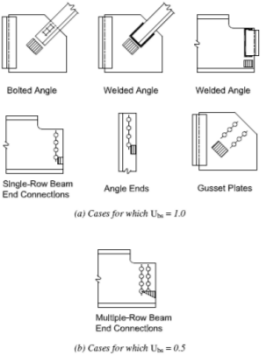 Bolted Angle
Welded Angle
Welded Angle
Single-Row Beam
End Connections
Angle Ends
Gusset Plates
(a) Cases for which Ubs = 1.0
Multiple-Row Beam
End Connections
(b) Cases for which Ubs = 0.5